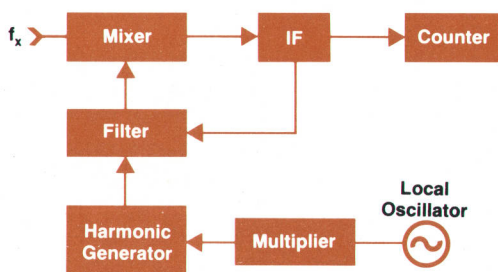 fx
Mixer
IF
Counter
Filter
Local
Oscillator
Harmonic
Generator
Multiplier